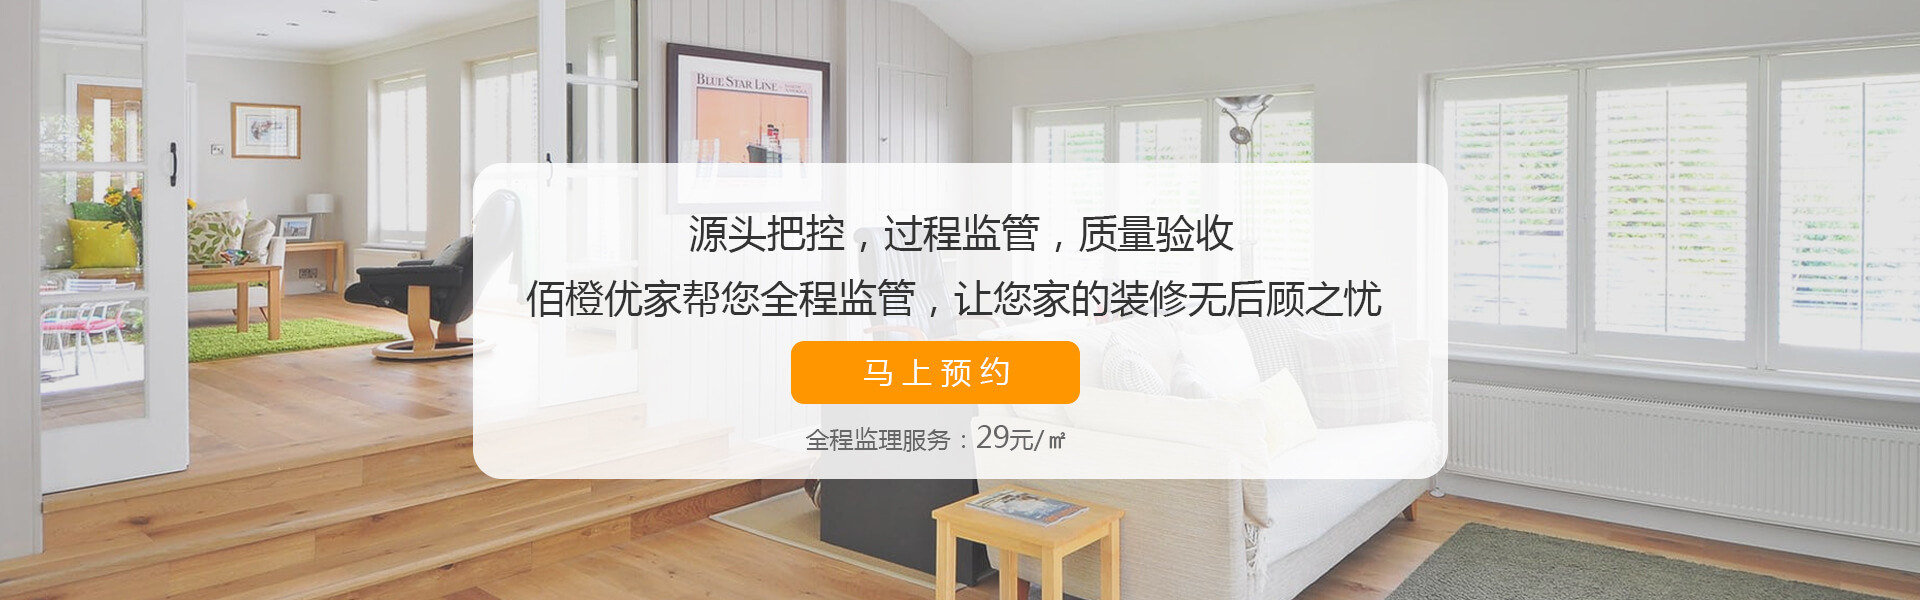 BLUE STAR LINE
源头把控，过程监管，质量验收
佰橙优家帮您全程监管，让您家的装修无后顾之忧
马上预约
全程监理服务：29元/㎡